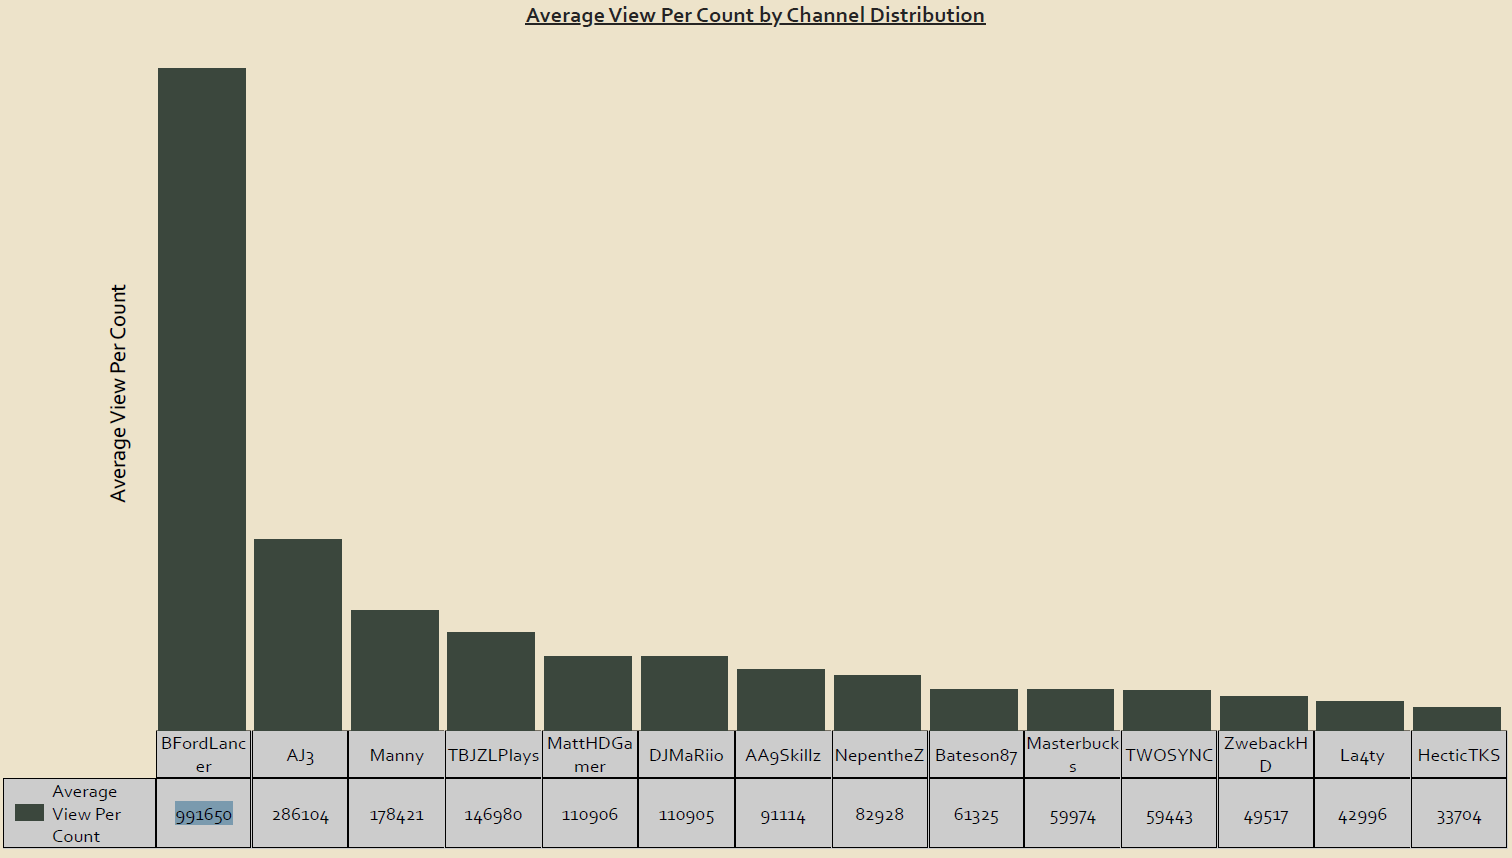 Average View Per Count by Channel Distribution
Average View Per Count
BFordLanc
er
AJ3
Manny
TBJZLPlays
MattHDGa
mer
DJMaRiio
AA9Skillz
NepentheZ
Bateson87
Masterbuck
s
TWOSYNC
ZwebackH
D
La4ty
HecticTKS
Average
View Per
Count
991650
286104
178421
146980
110906
110905
91114
82928
61325
59974
59443
49517
42996
33704